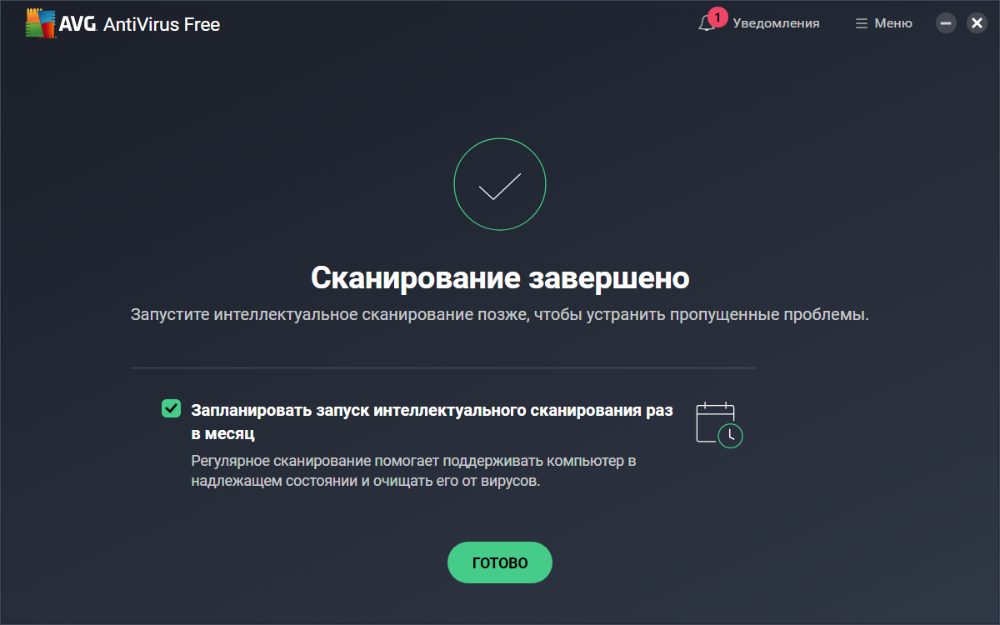 AVG AntiVirus Free
1
Уведомления
Меню
Сканирование завершено
Запустите интеллектуальное сканирование позже, чтобы устранить пропущенные проблемы.
Запланировать запуск интеллектуального сканирования раз
в месяц
Регулярное сканирование помогает поддерживать компьютер в
надлежащем состоянии и очищать его от вирусов.
ГОТОВО